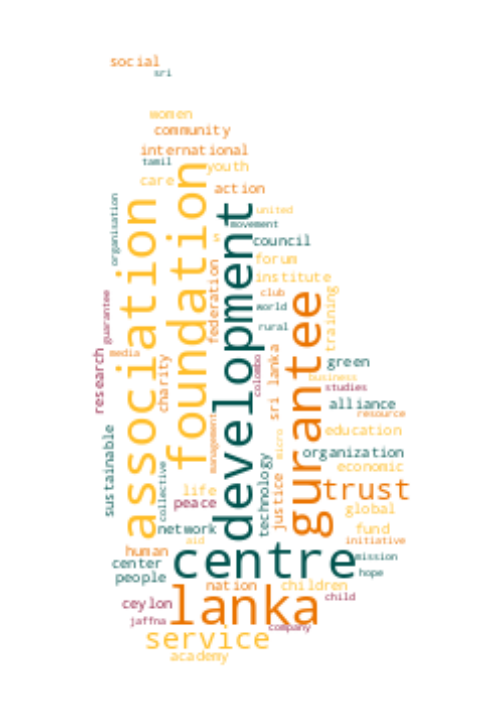 social
sri
women
community
international
tamil
youth
care
action
organisation
association
foundation
development
united
movement
s
council
forum
federation
institute
club
guarantee
gurantee
world
training
rural
research
media
charity
colombo
sri lanka
green
business
studies
alliance
resource
management
micro
education
sustainable
collective
technology
organization
economic
justice
life
trust
peace
global
network
fund
aid
initiative
human
centre
mission
center
hope
people
nation
children
child
ceylon
lanka
jaffna
company
service
academy